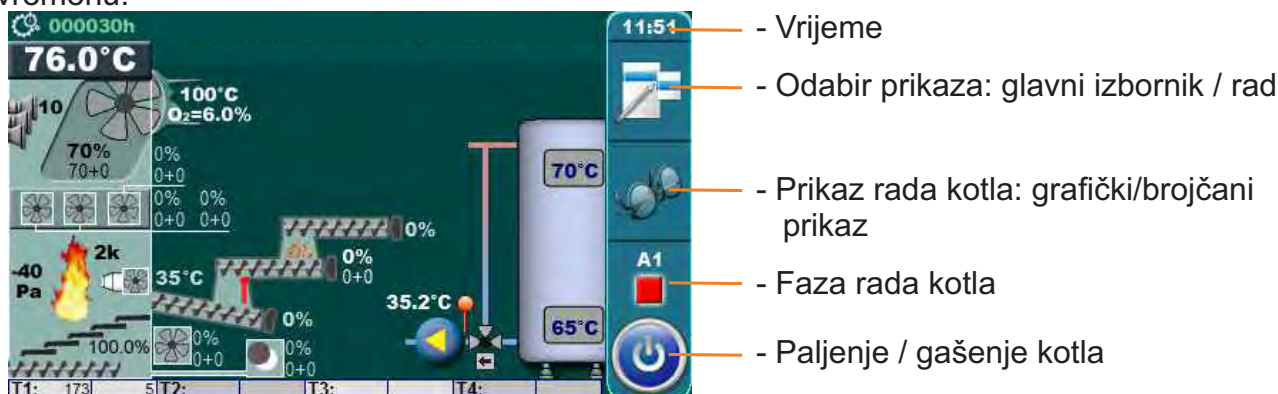 vremenu.
000030h
11:51
- Vrijeme
76.0°C
- Odabir prikaza: glavni izbornik / rad
10
100°C
O₂=6.0%
70%
70+0
0%
0+0
70°C
- Prikaz rada kotla: grafički/brojčani
prikaz
0% 0%
0+0 0+0
0%
2k
0%
0+0
A1
-40
Pa
35°C
- Faza rada kotla
35.2°C
0%
65°C
100.0%
0%
0+0
0%
0+0
- Paljenje / gašenje kotla
T1: 173 5 T2: T3: T4: